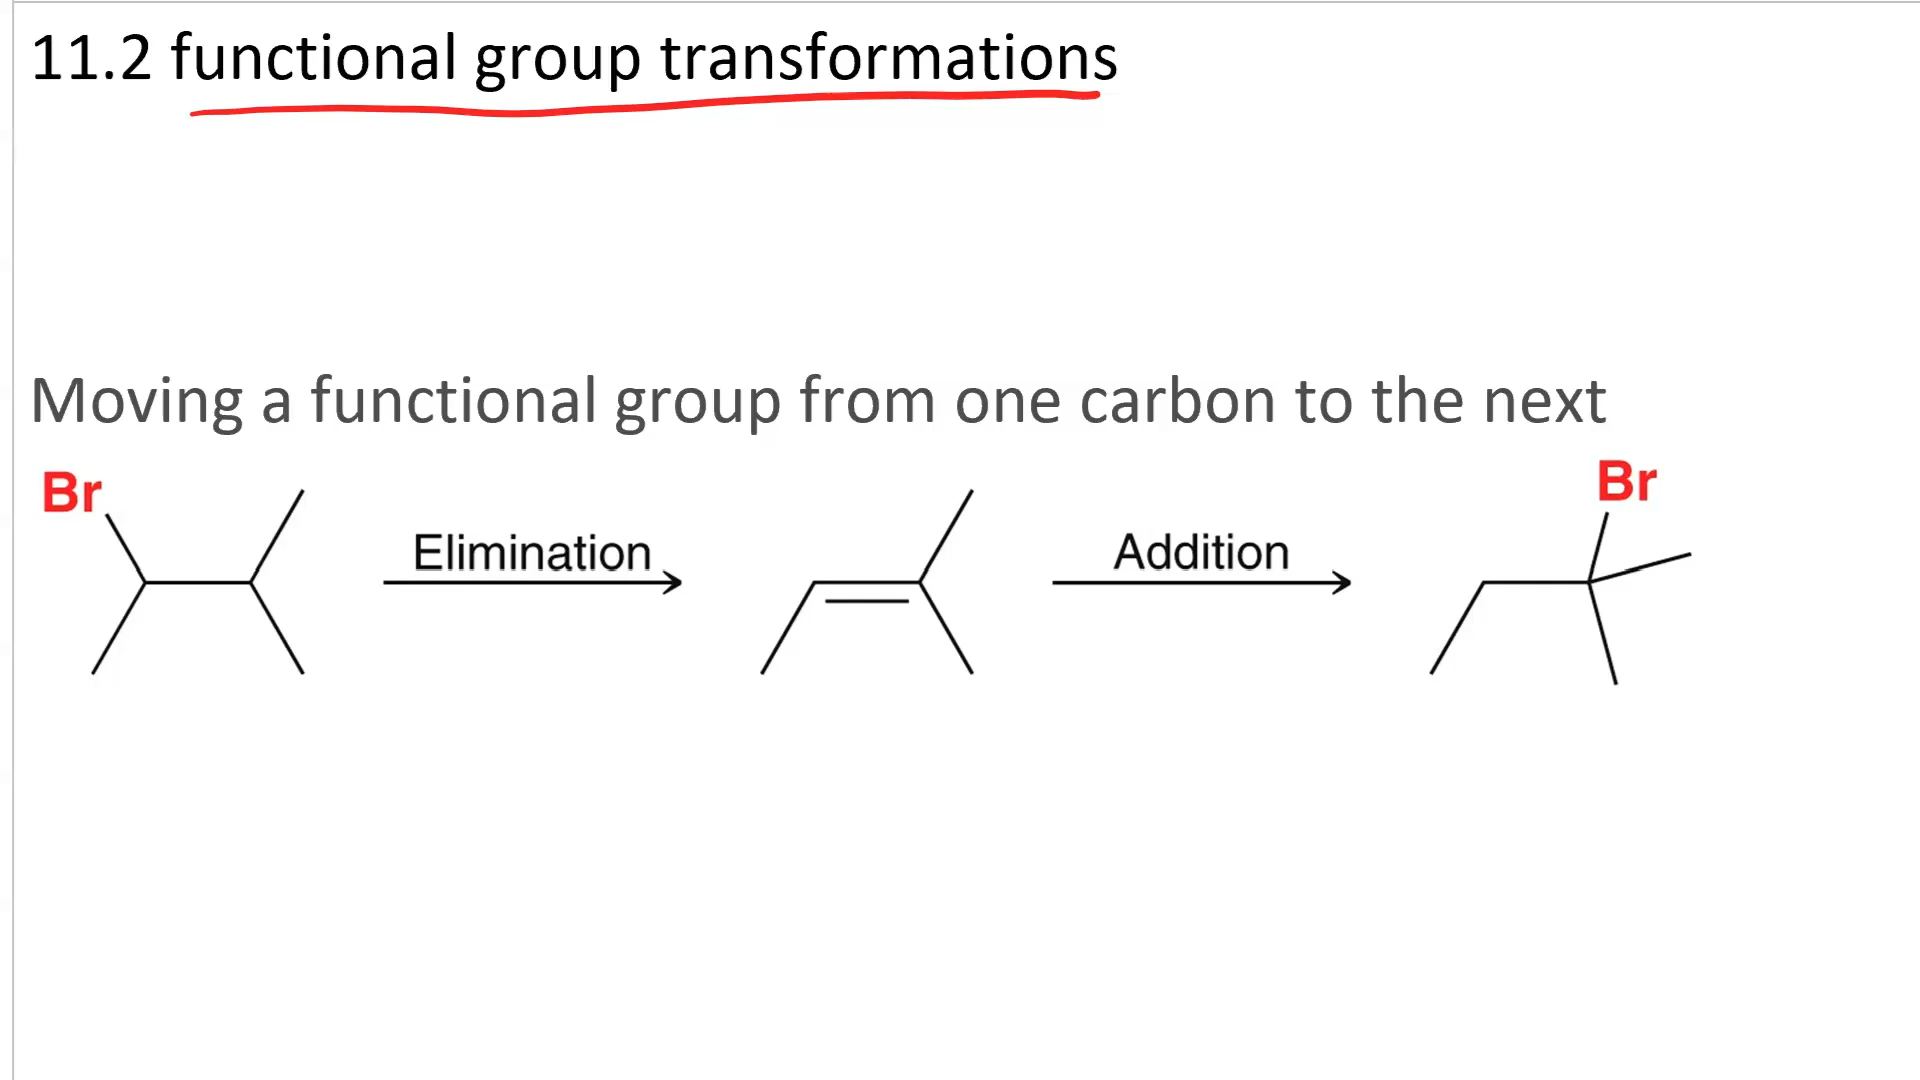 11.2 functional group transformations
Moving a functional group from one carbon to the next
Br
Elimination
Addition
Br